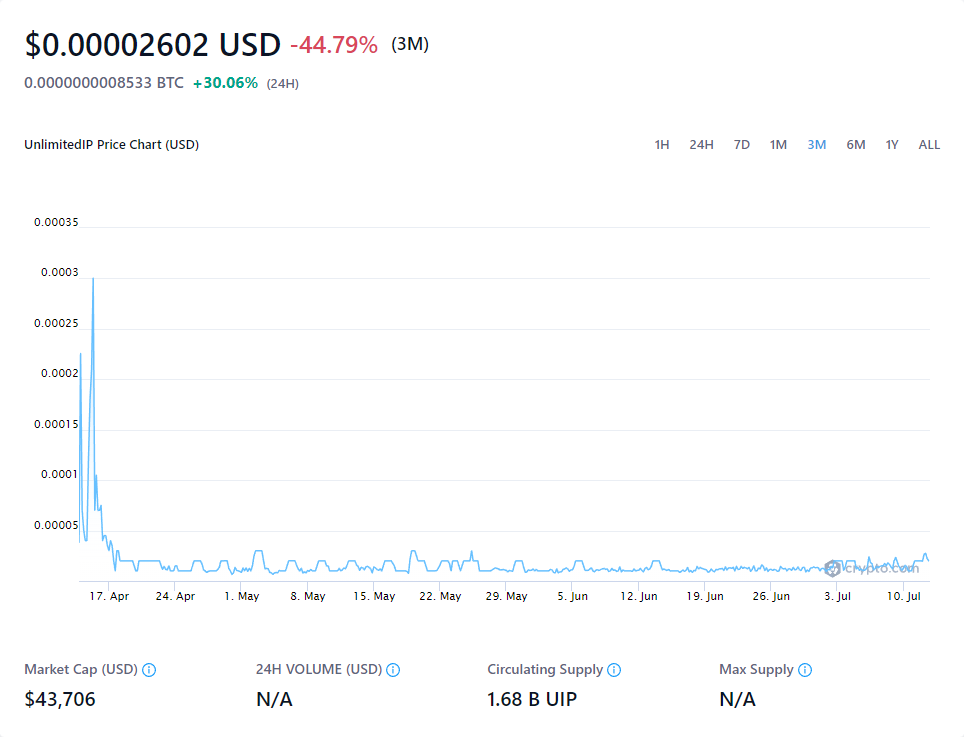 $0.00002602 USD -44.79% (3M)
0.0000000008533 BTC +30.06% (24H)
UnlimitedIP Price Chart (USD) 1H 24H 7D 1M 3M 6M 1Y ALL
0.00035
0.0003
0.00025
0.0002
0.00015
0.0001
0.00005
crypto.com
17. Apr 24. Apr 1. May 8. May 15. May 22. May 29. May 5. Jun 12. Jun 19. Jun 26. Jun 3. Jul 10. Jul
Market Cap (USD) 24H VOLUME (USD) Circulating Supply Max Supply
$43,706 N/A 1.68 B UIP N/A